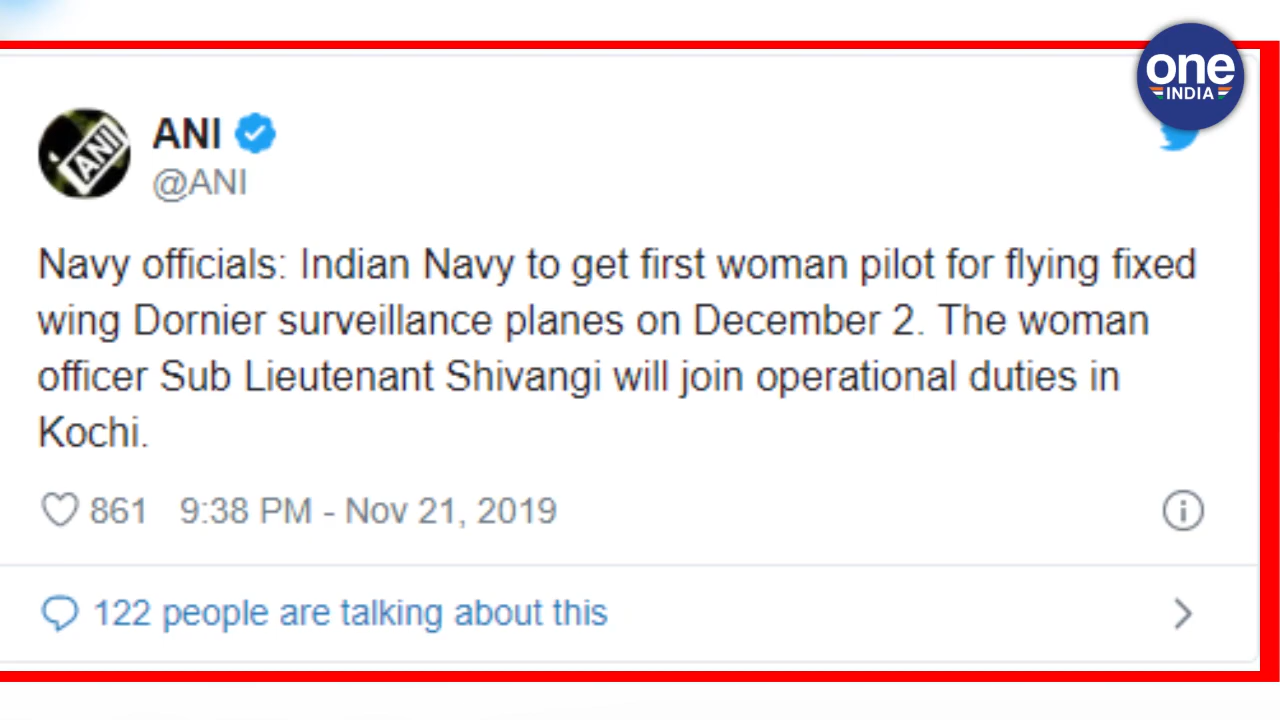 one
INDIA
ANI
ANI
@ANI
Navy officials: Indian Navy to get first woman pilot for flying fixed
wing Dornier surveillance planes on December 2. The woman
officer Sub Lieutenant Shivangi will join operational duties in
Kochi.
861 9:38 PM - Nov 21, 2019
122 people are talking about this